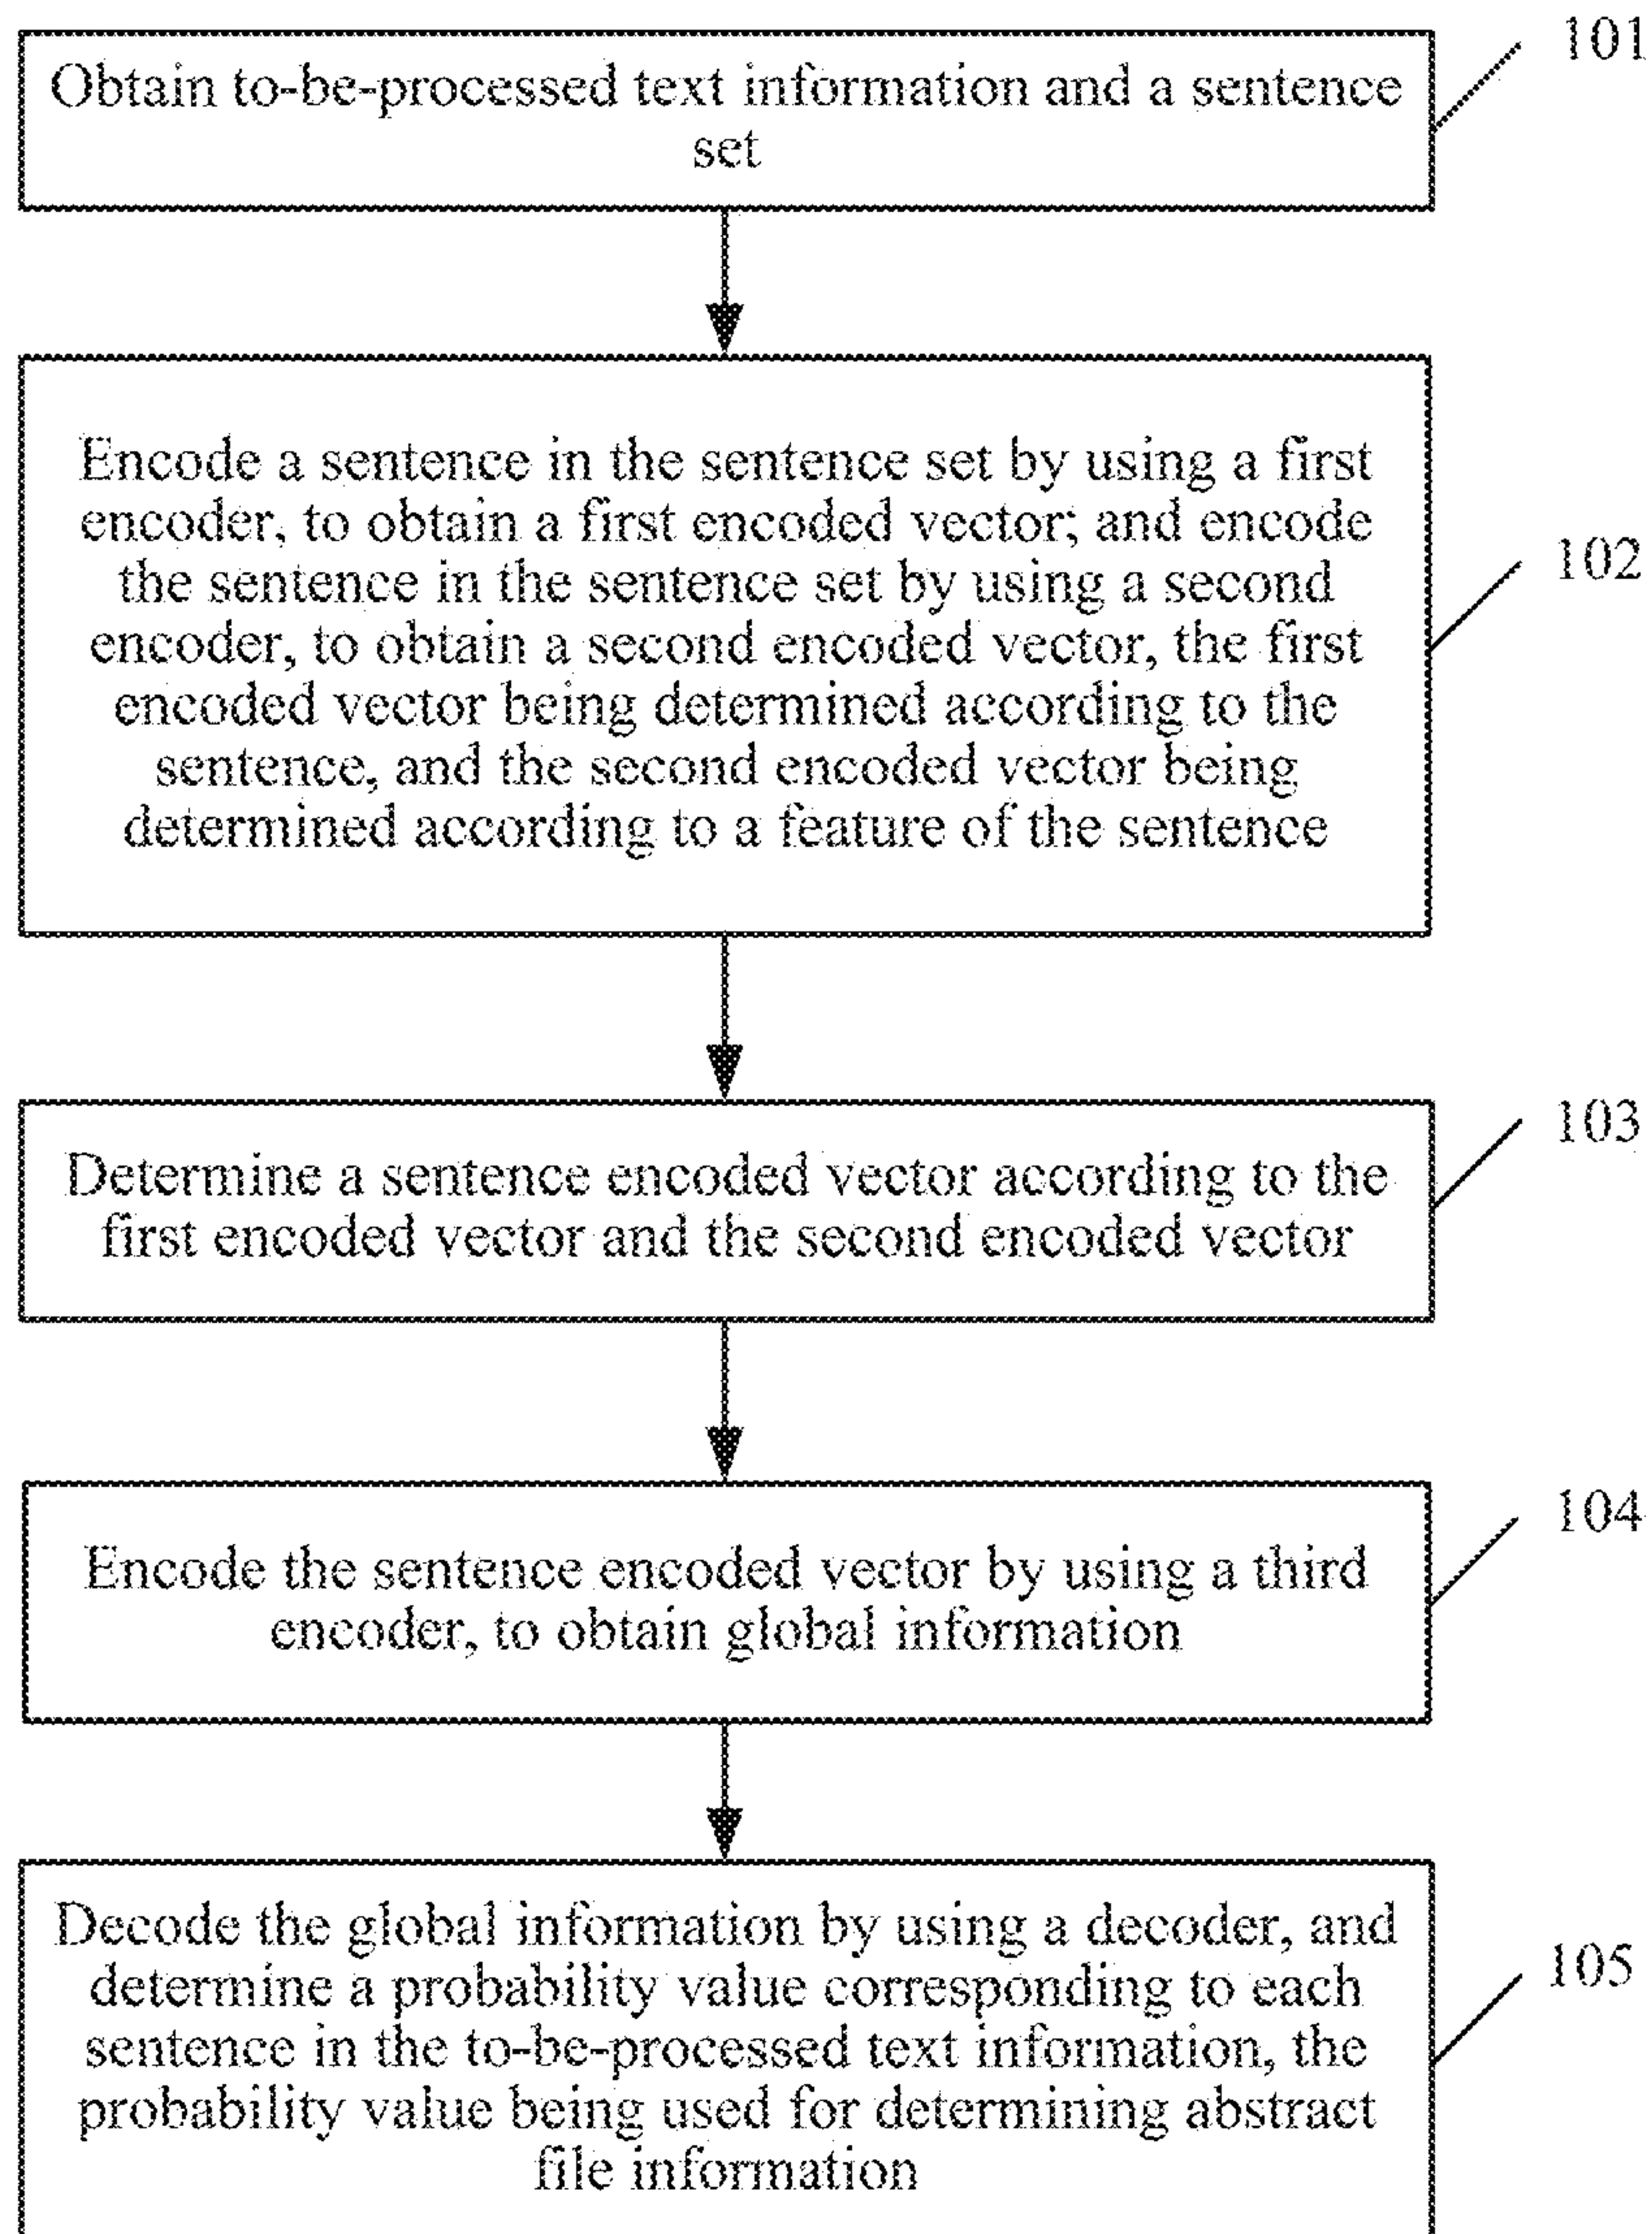 101
Obtain to-be-processed text information and a sentence
set
Encode a sentence in the sentence set by using a first
encoder, to obtain a first encoded vector; and encode
the sentence in the sentence set by using a second
encoder, to obtain a second encoded vector, the first
encoded vector being determined according to the
sentence, and the second encoded vector being
determined according to a feature of the sentence
102
Determine a sentence encoded vector according to the
first encoded vector and the second encoded vector
103
Encode the sentence encoded vector by using a third
encoder, to obtain global information
104
Decode the global information by using a decoder, and
determine a probability value corresponding to each
sentence in the to-be-processed text information, the
probability value being used for determining abstract
file information
105